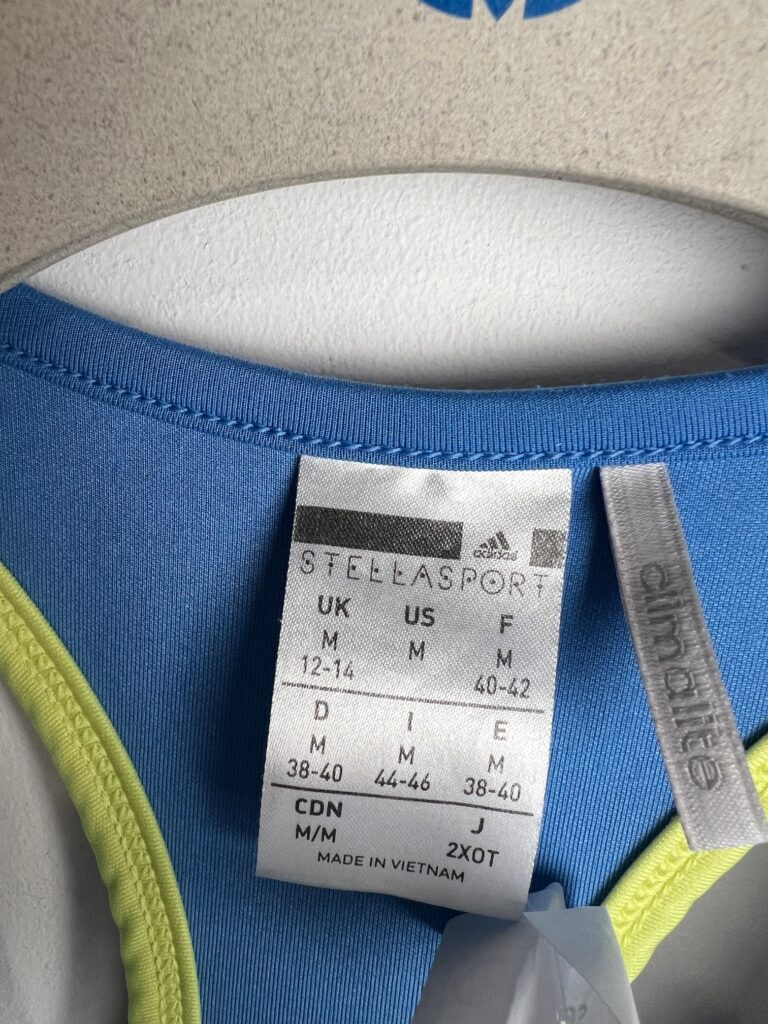 adidas
STELLASPORT
UK US F
M M M
12-14 40-42
D I E
M M M
38-40 44-46 38-40
CDN J
M/M 2XOT
MADE IN VIETNAM
climalite